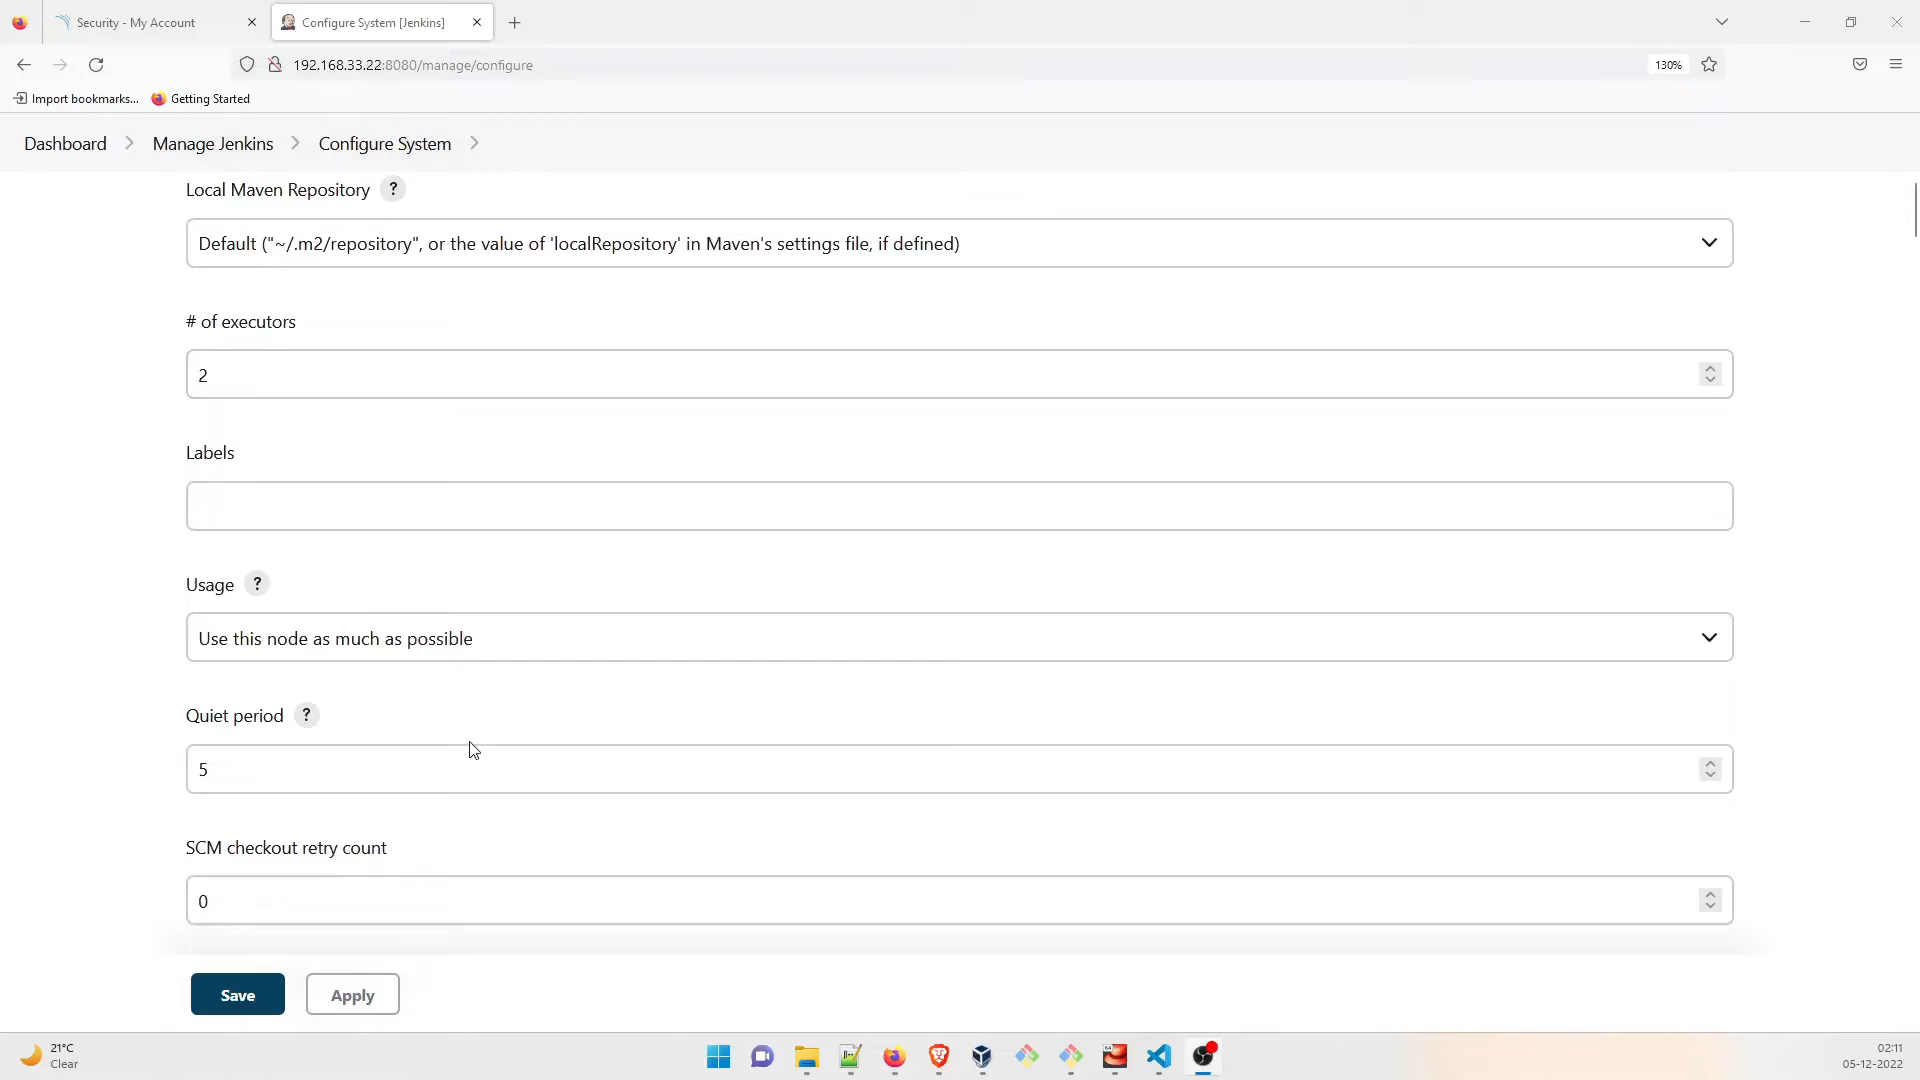 Security - My Account
Configure System [Jenkins]
192.168.33.22:8080/manage/configure
130%
Import bookmarks...
Getting Started
Dashboard
Manage Jenkins
Configure System
Local Maven Repository ?
Default ("~/.m2/repository", or the value of 'localRepository' in Maven's settings file, if defined)
# of executors
2
Labels
Usage ?
Use this node as much as possible
Quiet period ?
5
SCM checkout retry count
0
Save
Apply
21°C
Clear
02:11
05-12-2022